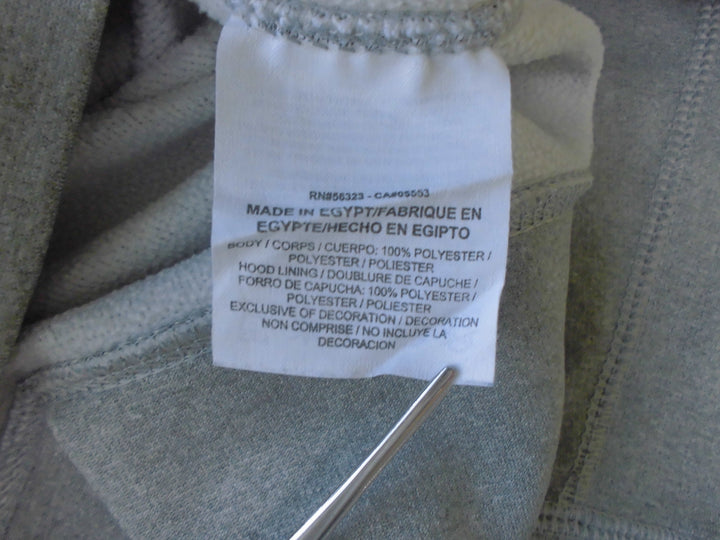 RN#56323 - CA#05553
MADE IN EGYPT/FABRIQUE EN
EGYPTE/HECHO EN EGIPTO
BODY / CORPS / CUERPO: 100% POLYESTER /
POLYESTER / POLIESTER
HOOD LINING / DOUBLURE DE CAPUCHE /
FORRO DE CAPUCHA: 100% POLYESTER /
POLYESTER / POLIESTER
EXCLUSIVE OF DECORATION / DECORATION
NON COMPRISE / NO INCLUYE LA
DECORACION